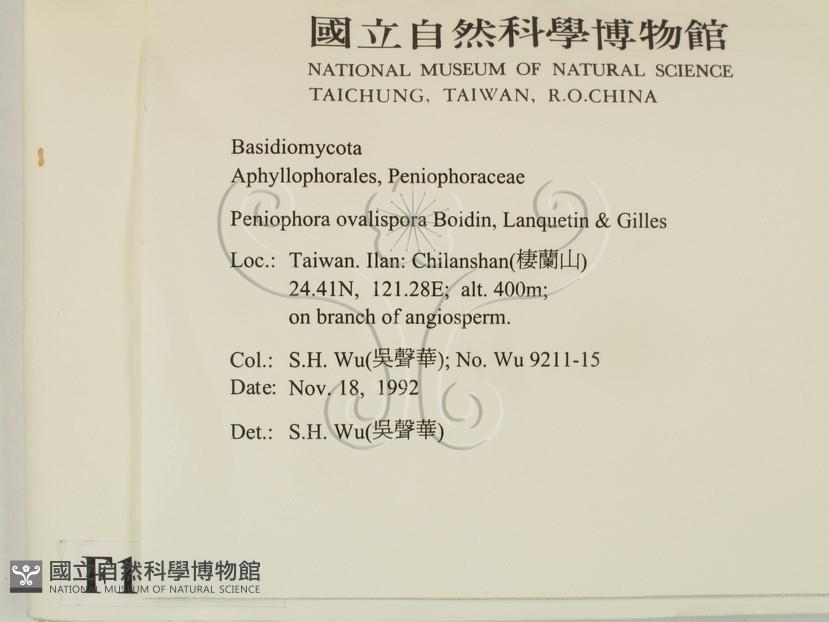 國立自然科學博物館
NATIONAL MUSEUM OF NATURAL SCIENCE
TAICHUNG, TAIWAN, R.O.CHINA
Basidiomycota
Aphyllophorales, Peniophoraceae
Peniophora ovalispora Boidin, Lanquetin & Gilles
Loc.: Taiwan. Ilan: Chilanshan(棲蘭山)
24.41N, 121.28E; alt. 400m;
on branch of angiosperm.
Col.: S.H. Wu(吳聲華); No. Wu 9211-15
Date: Nov. 18, 1992
Det.: S.H. Wu(吳聲華)
F1
國立自然科學博物館
NATIONAL MUSEUM OF NATURAL SCIENCE